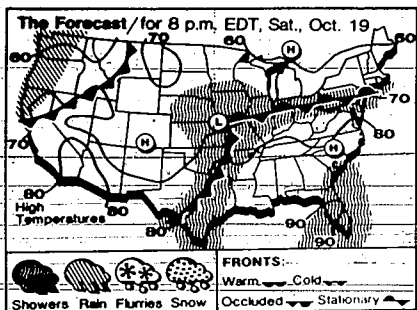 The Forecast/for 8 p.m. EDT, Sat., Oct. 19
60
70
60
H
60
70
L
80
70
H
H
80
80
80
90
90
High Temperatures
Showers Rain Flurries Snow
FRONTS:
Warm Cold
Occluded Stationary